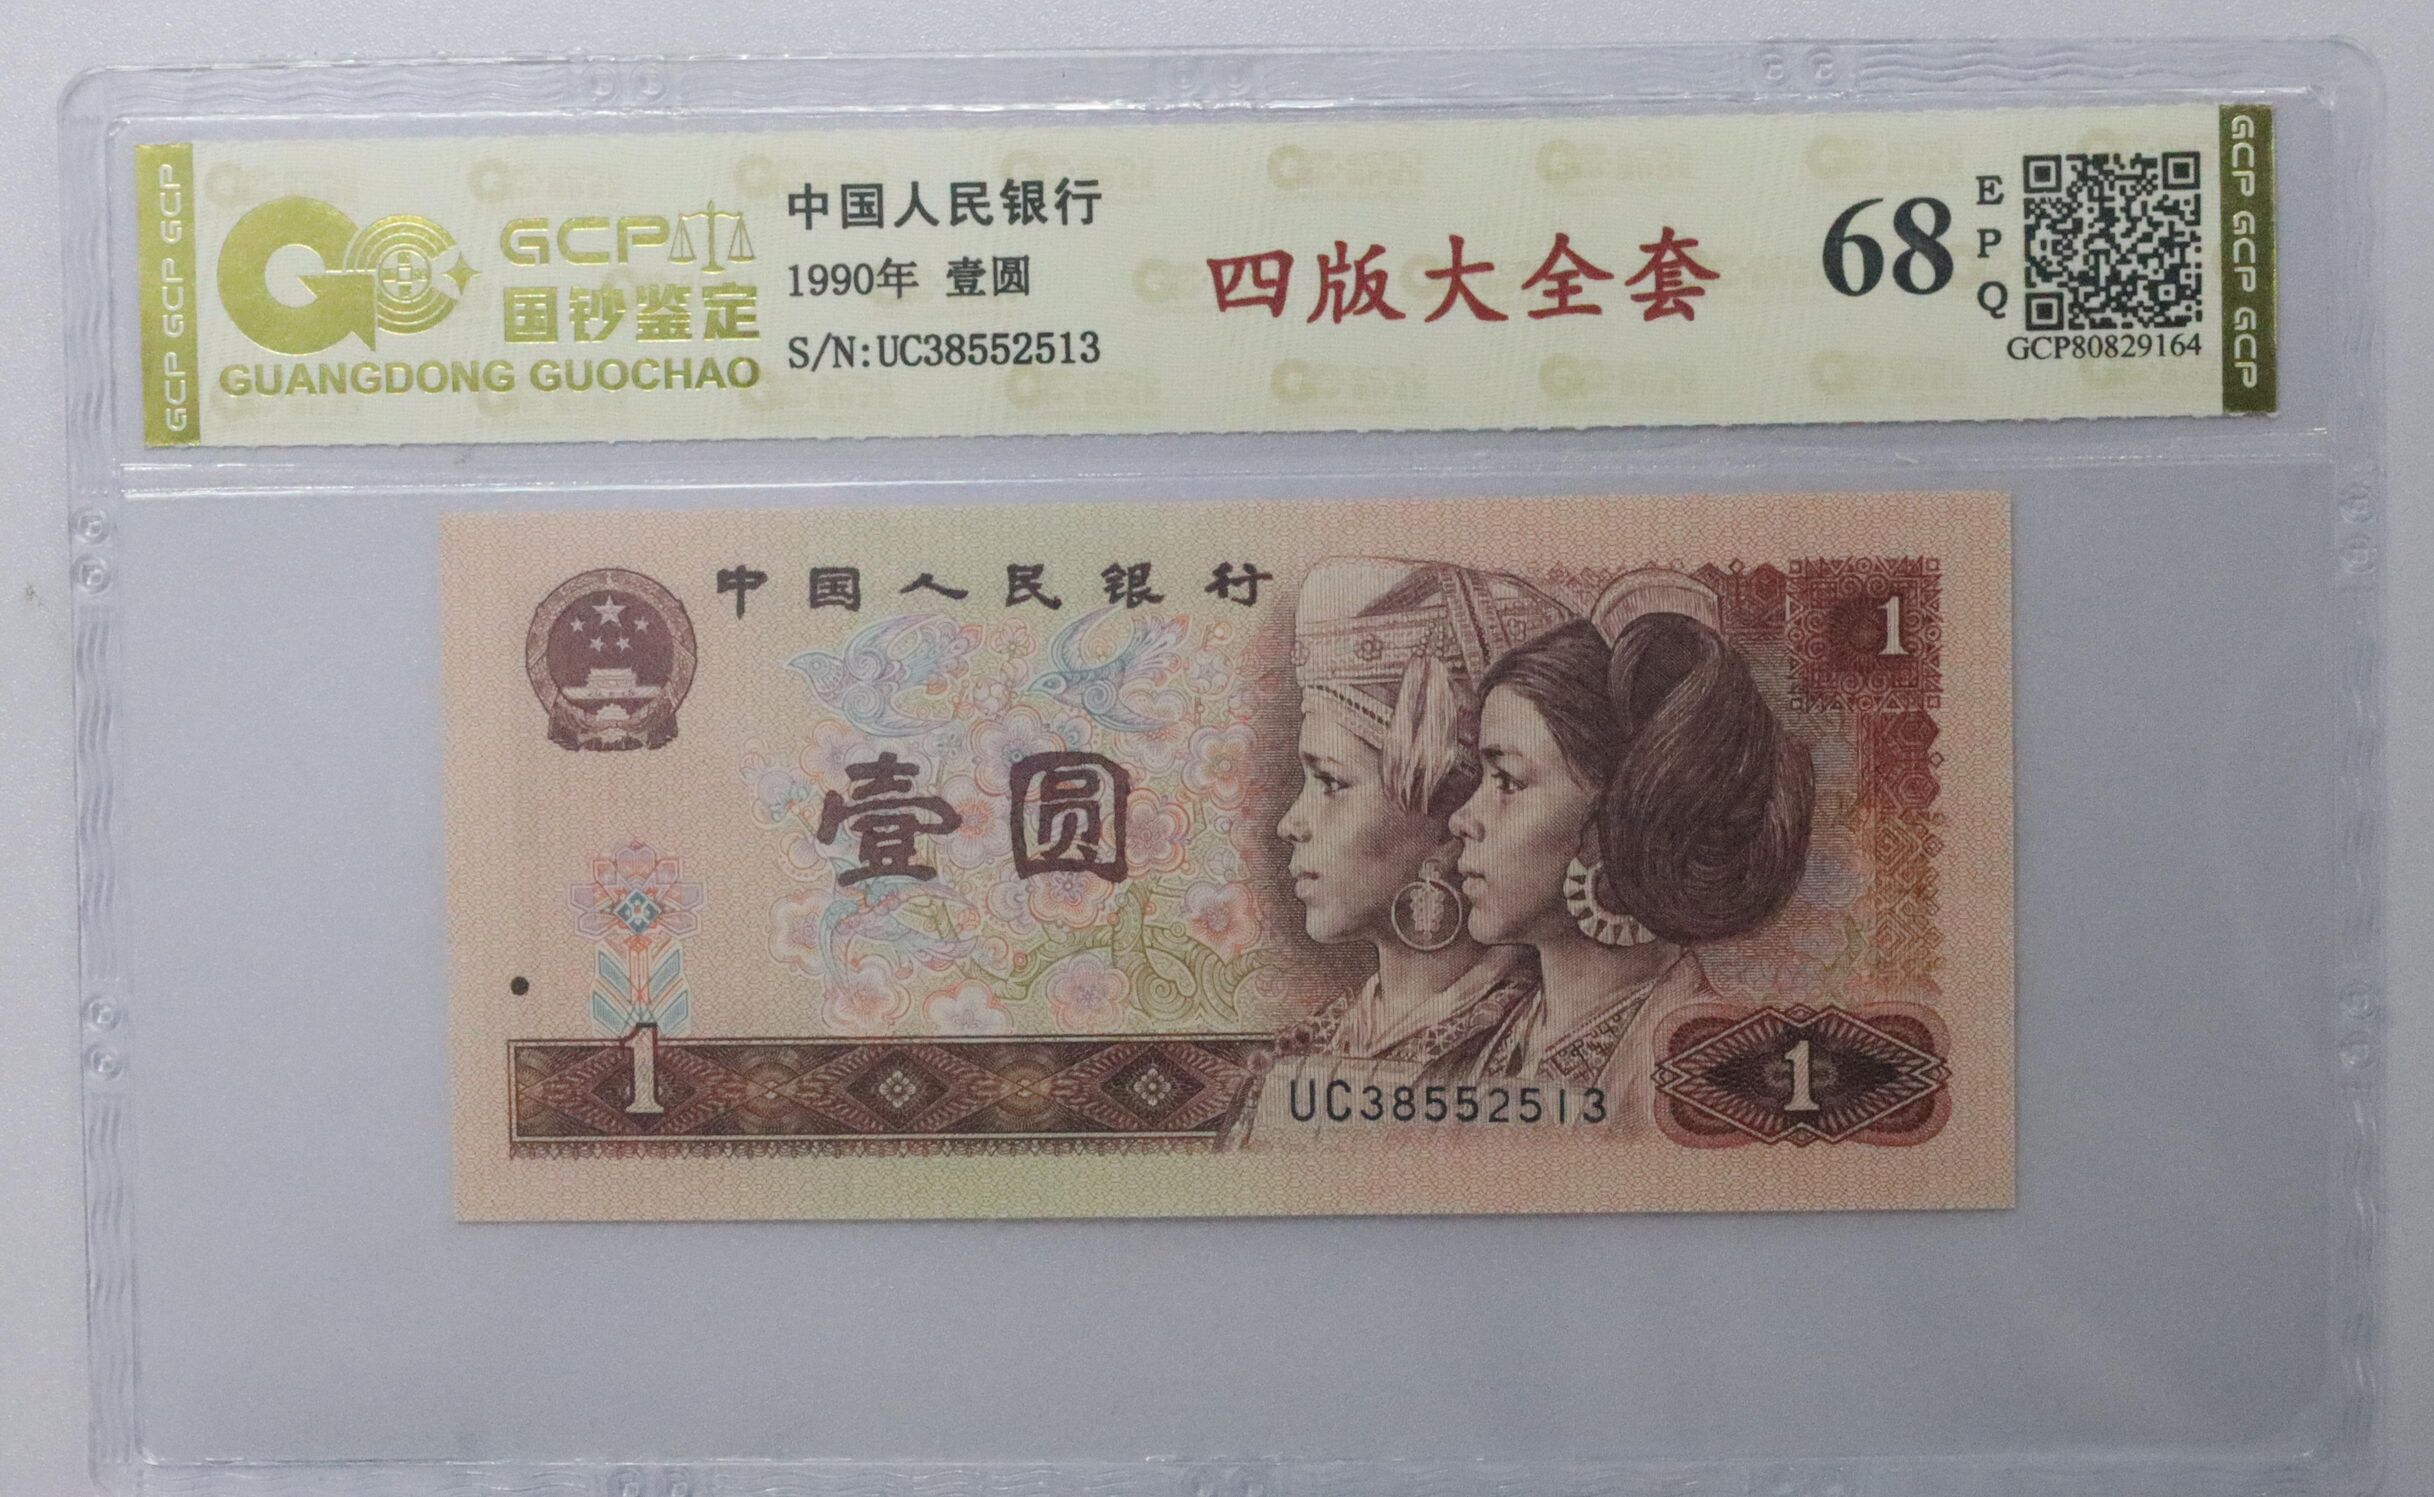 GCP GCP GCP
GCP
国钞鉴定
GUANGDONG GUOCHAO
中国人民银行
1990年 壹圆
S/N:UC38552513
四版大全套
68
EPQ
GCP80829164
GCP GCP GCP
中国人民银行
1
壹圆
1
UC38552513
1